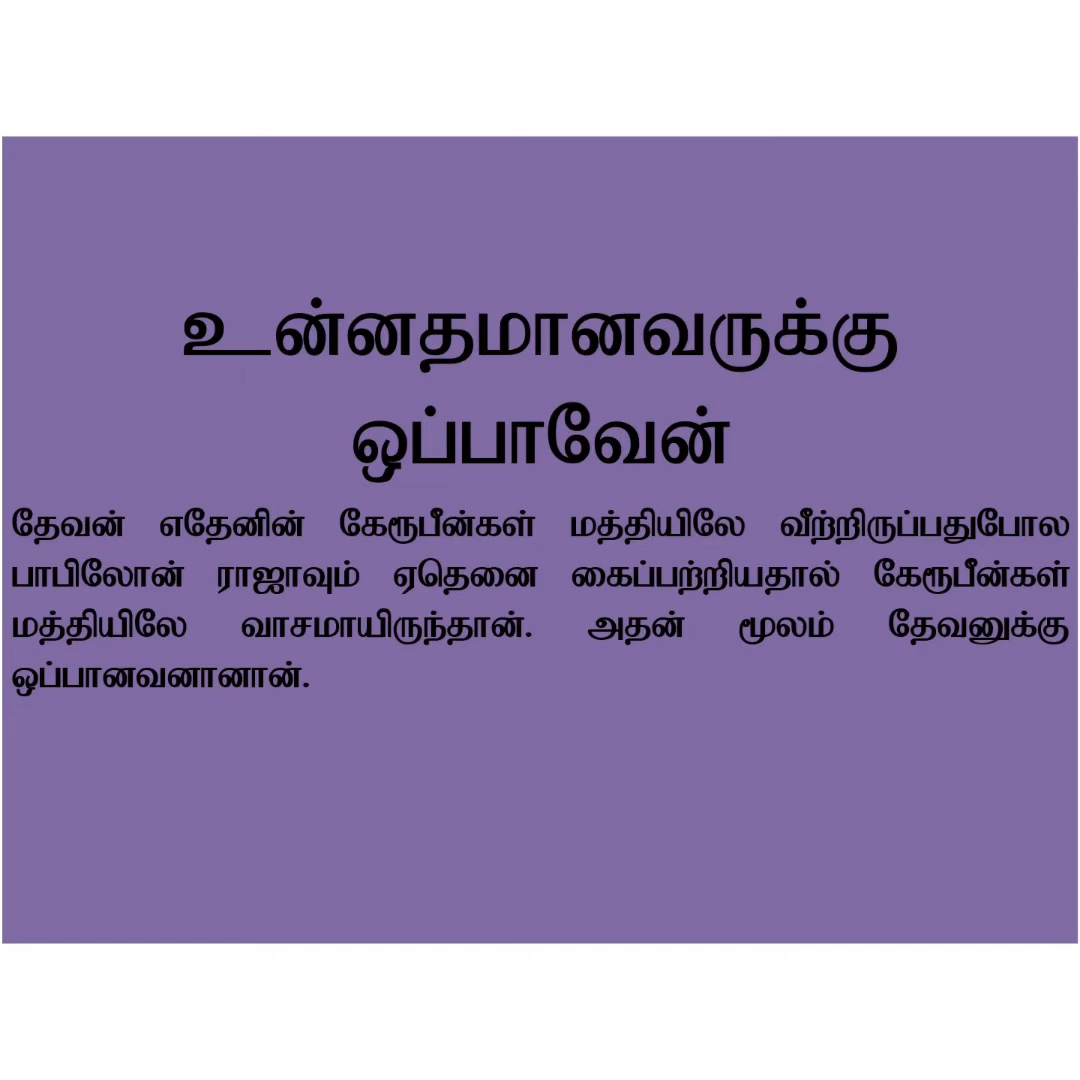 உன்னதமானவருக்கு
ஒப்பாவேன்
தேவன் எதேனின் கேரூபீன்கள் மத்தியிலே வீற்றிருப்பதுபோல
பாபிலோன் ராஜாவும் ஏதெனை கைப்பற்றியதால் கேரூபீன்கள்
மத்தியிலே வாசமாயிருந்தான். அதன் மூலம் தேவனுக்கு
ஒப்பானவனானான்.